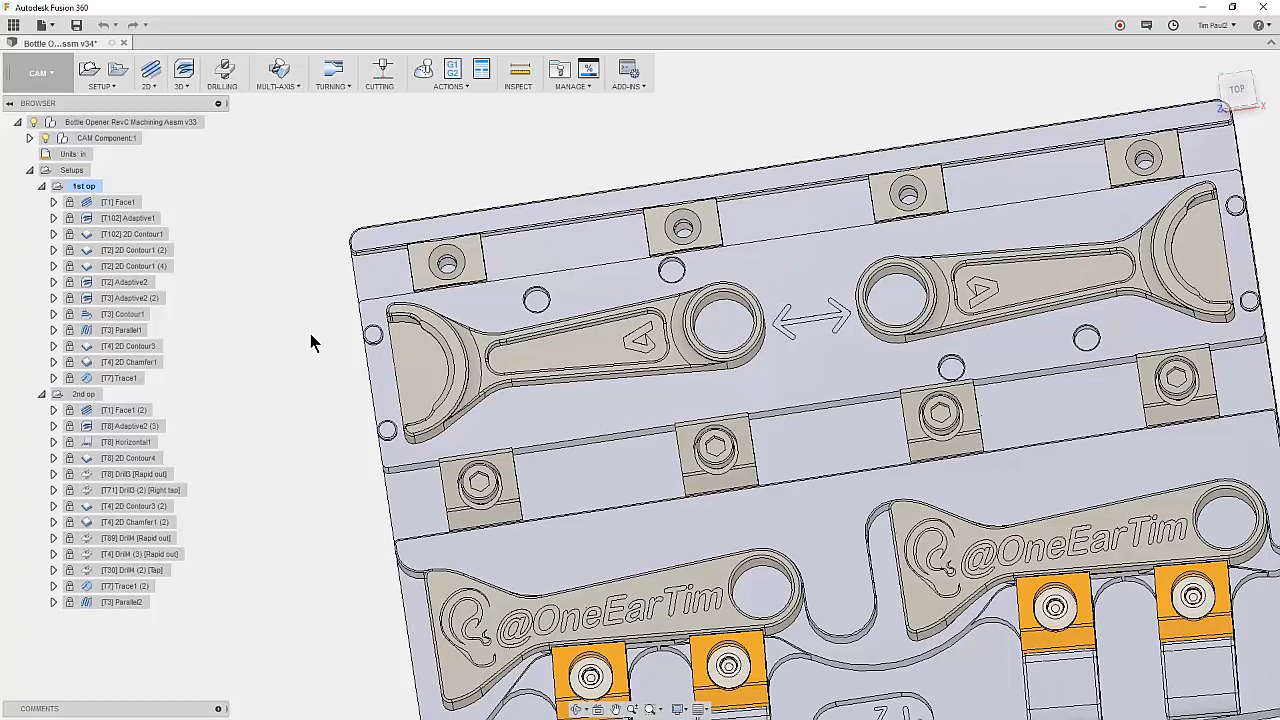 Autodesk Fusion 360
Bottle O...ssm v34*
Tim Paul2
CAM
SETUP
2D
3D
DRILLING
MULTI-AXIS
TURNING
CUTTING
G1
G2
ACTIONS
INSPECT
MANAGE
ADD-INS
TOP
Z
X
BROWSER
Bottle Opener RevC Machining Assm v33
CAM Component:1
Units: in
Setups
1st op
[T1] Face1
[T102] Adaptive1
[T102] 2D Contour1
[T2] 2D Contour1 (2)
[T2] 2D Contour1 (4)
[T2] Adaptive2
[T3] Adaptive2 (2)
[T3] Contour1
[T3] Parallel1
[T4] 2D Contour3
[T4] 2D Chamfer1
[T7] Trace1
2nd op
[T1] Face1 (2)
[T8] Adaptive2 (3)
[T8] Horizontal1
[T8] 2D Contour4
[T8] Drill3 [Rapid out]
[T71] Drill3 (2) [Right tap]
[T4] 2D Contour3 (2)
[T4] 2D Chamfer1 (2)
[T89] Drill4 [Rapid out]
[T4] Drill4 (3) [Rapid out]
[T30] Drill4 (2) [Tap]
[T7] Trace1 (2)
[T3] Parallel2
@OneEarTim
@OneEarTim
COMMENTS